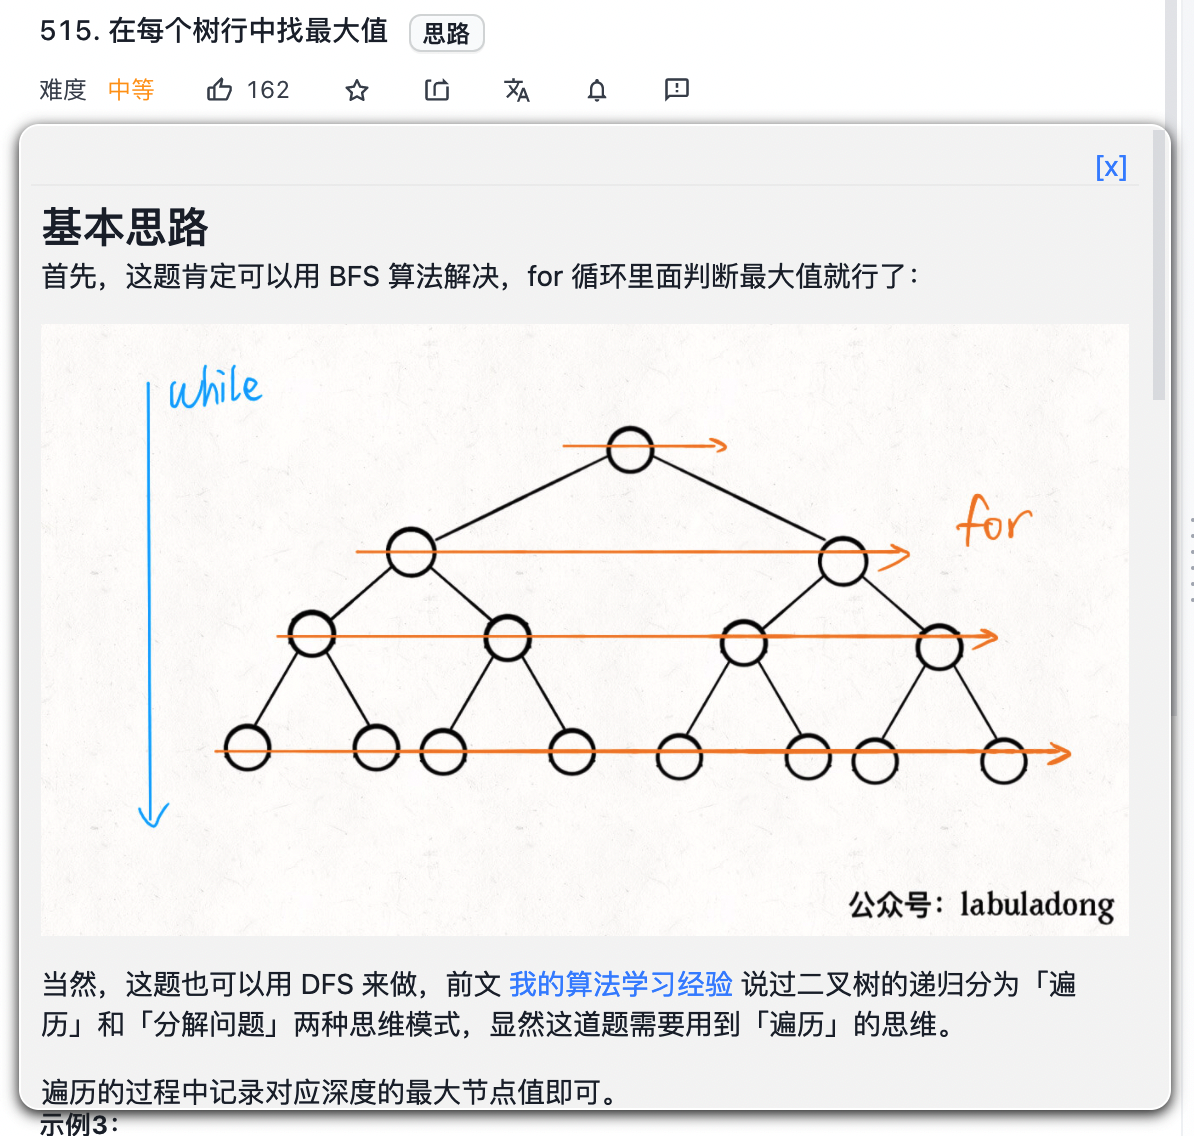 515. 在每个树行中找最大值 思路
难度 中等 162
[x]
基本思路
首先，这题肯定可以用 BFS 算法解决，for 循环里面判断最大值就行了：
while
for
公众号：labuladong
当然，这题也可以用 DFS 来做，前文 我的算法学习经验 说过二叉树的递归分为「遍
历」和「分解问题」两种思维模式，显然这道题需要用到「遍历」的思维。
遍历的过程中记录对应深度的最大节点值即可。
示例3：